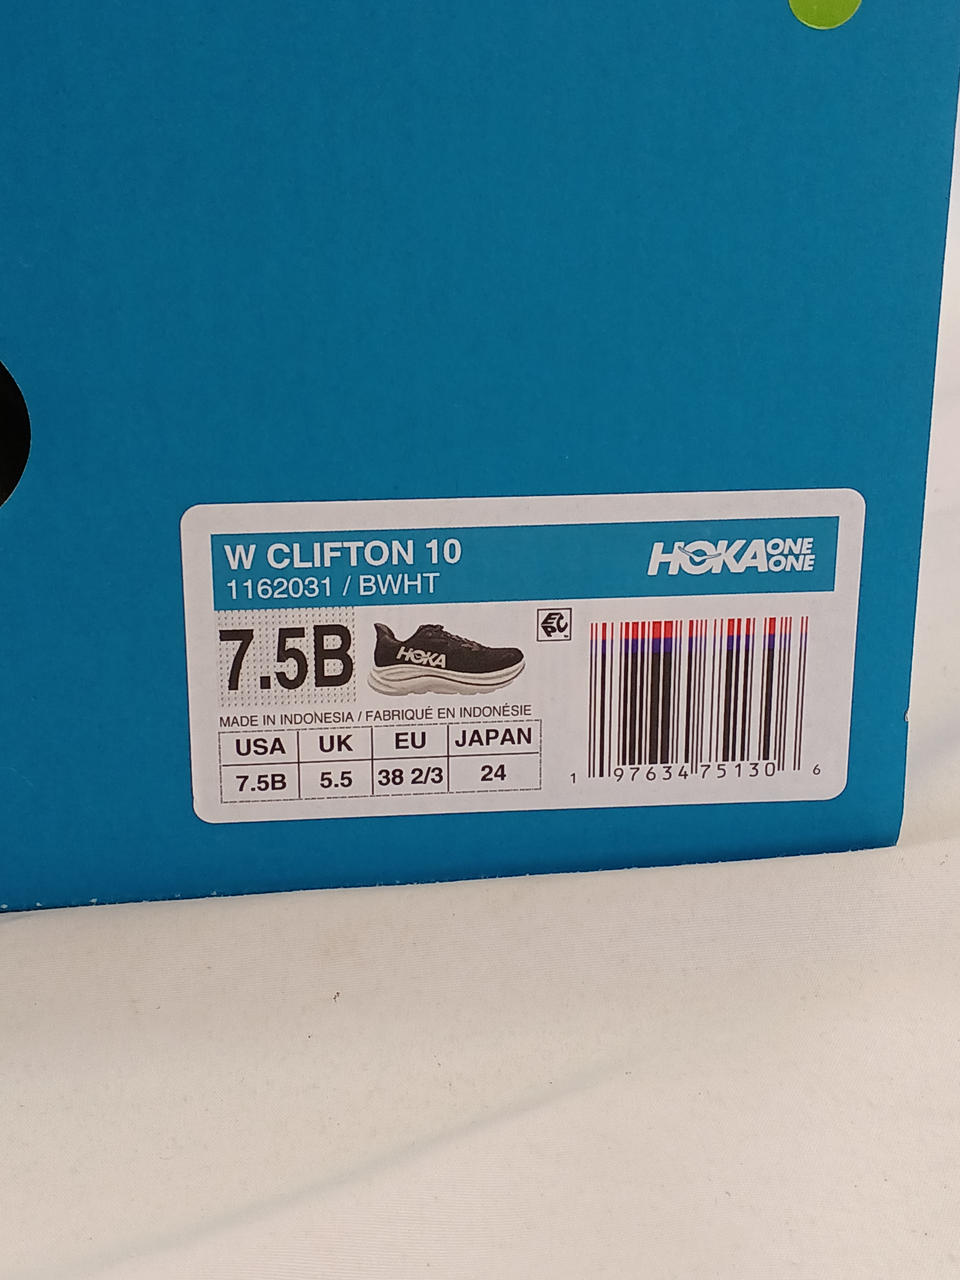 W CLIFTON 10
1162031 / BWHT
HOKA ONE ONE
7.5B
HOKA
EPC
MADE IN INDONESIA / FABRIQUÉ EN INDONÉSIE
USA UK EU JAPAN
7.5B 5.5 38 2/3 24
1 97634 75130 6